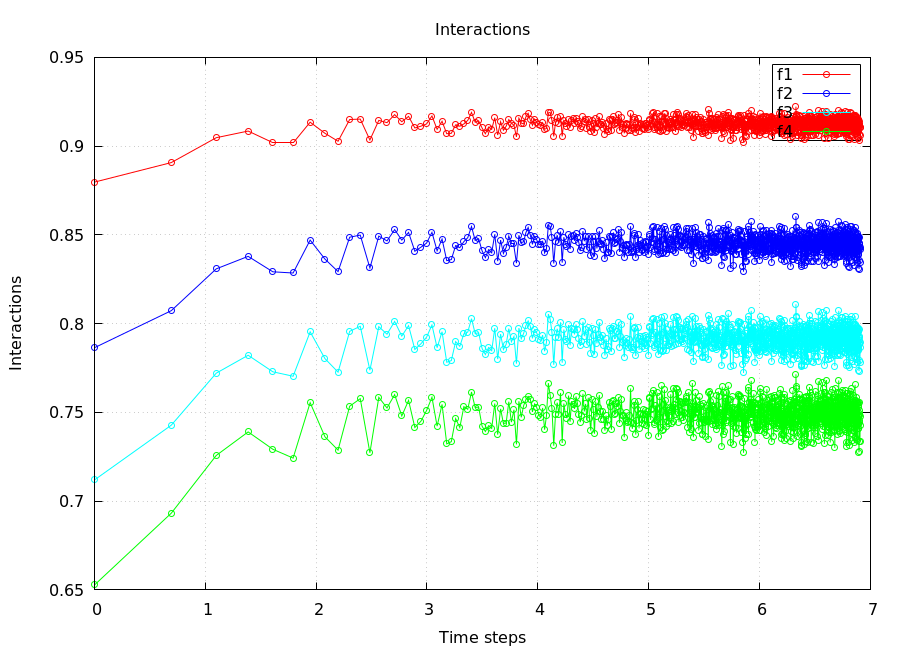 Interactions
0.95
0.9
0.85
0.8
0.75
0.7
0.65
Interactions
f1
f2
f3
f4
0 1 2 3 4 5 6 7
Time steps